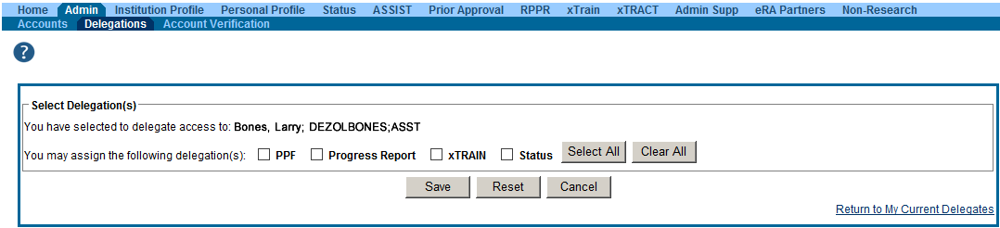 Home Admin Institution Profile Personal Profile Status ASSIST Prior Approval RPPR xTrain xTRACT Admin Supp eRA Partners Non-Research
Accounts Delegations Account Verification
?
Select Delegation(s)
You have selected to delegate access to: Bones, Larry; DEZOLBONES;ASST
You may assign the following delegation(s): PPF Progress Report xTRAIN Status Select All Clear All
Save Reset Cancel
Return to My Current Delegates